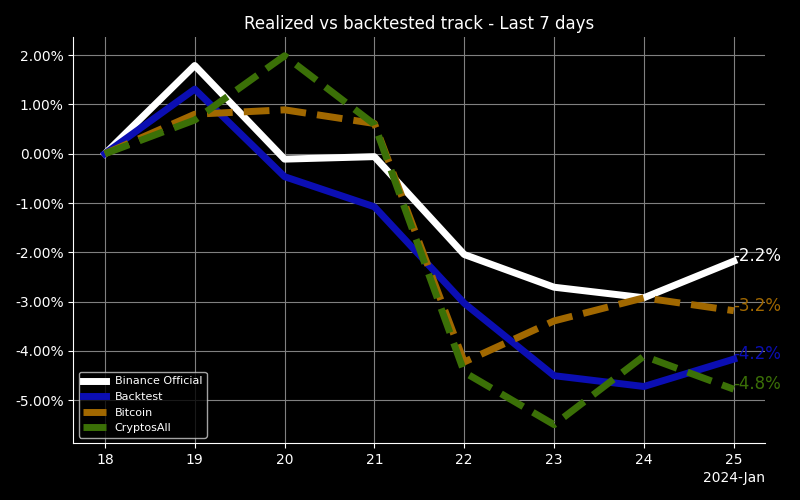 Realized vs backtested track - Last 7 days
2.00%
1.00%
0.00%
-1.00%
-2.00%
-3.00%
-4.00%
-5.00%
-2.2%
-3.2%
-4.2%
-4.8%
Binance Official
Backtest
Bitcoin
CryptosAll
18 19 20 21 22 23 24 25
2024-Jan